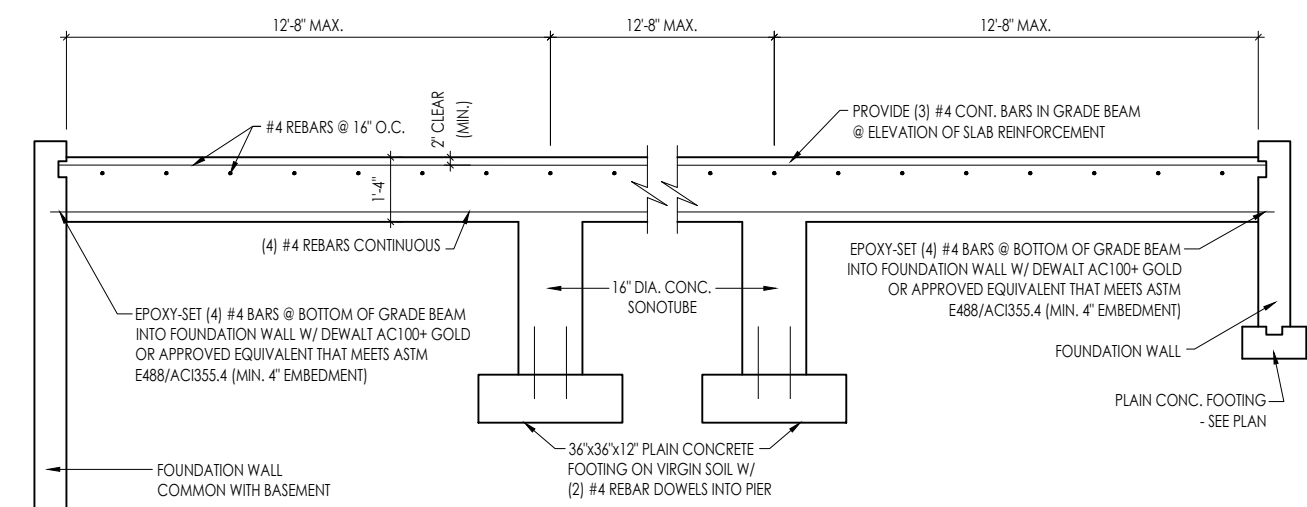 12'-8" MAX.
12'-8" MAX.
12'-8" MAX.
#4 REBARS @ 16" O.C.
2" CLEAR
(MIN.)
PROVIDE (3) #4 CONT. BARS IN GRADE BEAM
@ ELEVATION OF SLAB REINFORCEMENT
1'-4"
(4) #4 REBARS CONTINUOUS
EPOXY-SET (4) #4 BARS @ BOTTOM OF GRADE BEAM
INTO FOUNDATION WALL W/ DEWALT AC100+ GOLD
OR APPROVED EQUIVALENT THAT MEETS ASTM
E488/ACI355.4 (MIN. 4" EMBEDMENT)
16" DIA. CONC.
SONOTUBE
EPOXY-SET (4) #4 BARS @ BOTTOM OF GRADE BEAM
INTO FOUNDATION WALL W/ DEWALT AC100+ GOLD
OR APPROVED EQUIVALENT THAT MEETS ASTM
E488/ACI355.4 (MIN. 4" EMBEDMENT)
FOUNDATION WALL
PLAIN CONC. FOOTING
- SEE PLAN
36"x36"x12" PLAIN CONCRETE
FOOTING ON VIRGIN SOIL W/
(2) #4 REBAR DOWELS INTO PIER
FOUNDATION WALL
COMMON WITH BASEMENT